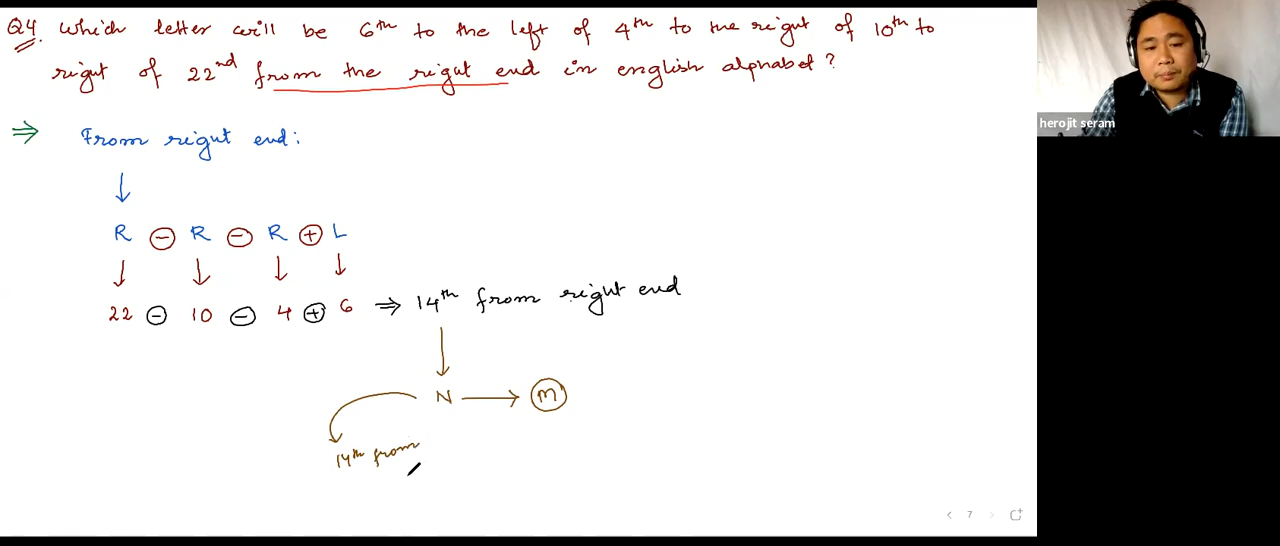 Q4. Which letter will be 6th to the left of 4th to the right of 10th to
right of 22nd from the right end in english alphabet?
⇒ From right end:
R ⊖ R ⊖ R ⊕ L
22 ⊖ 10 ⊖ 4 ⊕ 6 ⇒ 14th from right end
N → m
14th from
herojit seram
< 7 >